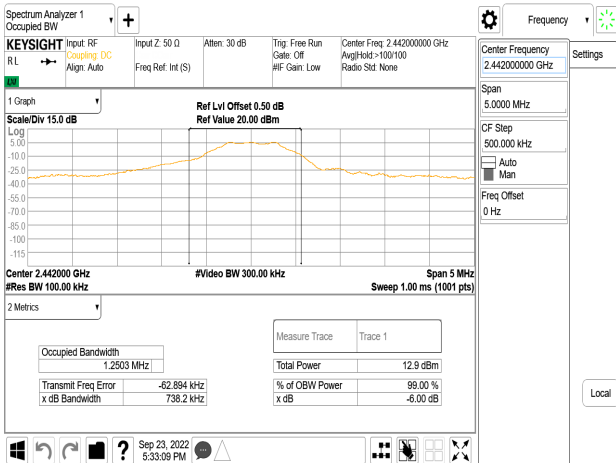 Spectrum Analyzer 1
Occupied BW
Frequency
KEYSIGHT
R L
LXI
Input: RF
Coupling: DC
Align: Auto
Input Z: 50 Ω
Freq Ref: Int (S)
Atten: 30 dB
Trig: Free Run
Gate: Off
#IF Gain: Low
Center Freq: 2.442000000 GHz
Avg|Hold:>100/100
Radio Std: None
Center Frequency
2.442000000 GHz
Settings
Span
5.0000 MHz
CF Step
500.000 kHz
Auto
Man
Freq Offset
0 Hz
Local
1 Graph
Scale/Div 15.0 dB
Ref Lvl Offset 0.50 dB
Ref Value 20.00 dBm
Log
5.00
-10.0
-25.0
-40.0
-55.0
-70.0
-85.0
-100
-115
Center 2.442000 GHz
#Video BW 300.00 kHz
Span 5 MHz
#Res BW 100.00 kHz
Sweep 1.00 ms (1001 pts)
2 Metrics
Measure Trace
Trace 1
Occupied Bandwidth
1.2503 MHz
Total Power
12.9 dBm
Transmit Freq Error
-62.894 kHz
% of OBW Power
99.00 %
x dB Bandwidth
738.2 kHz
x dB
-6.00 dB
?
Sep 23, 2022
5:33:09 PM